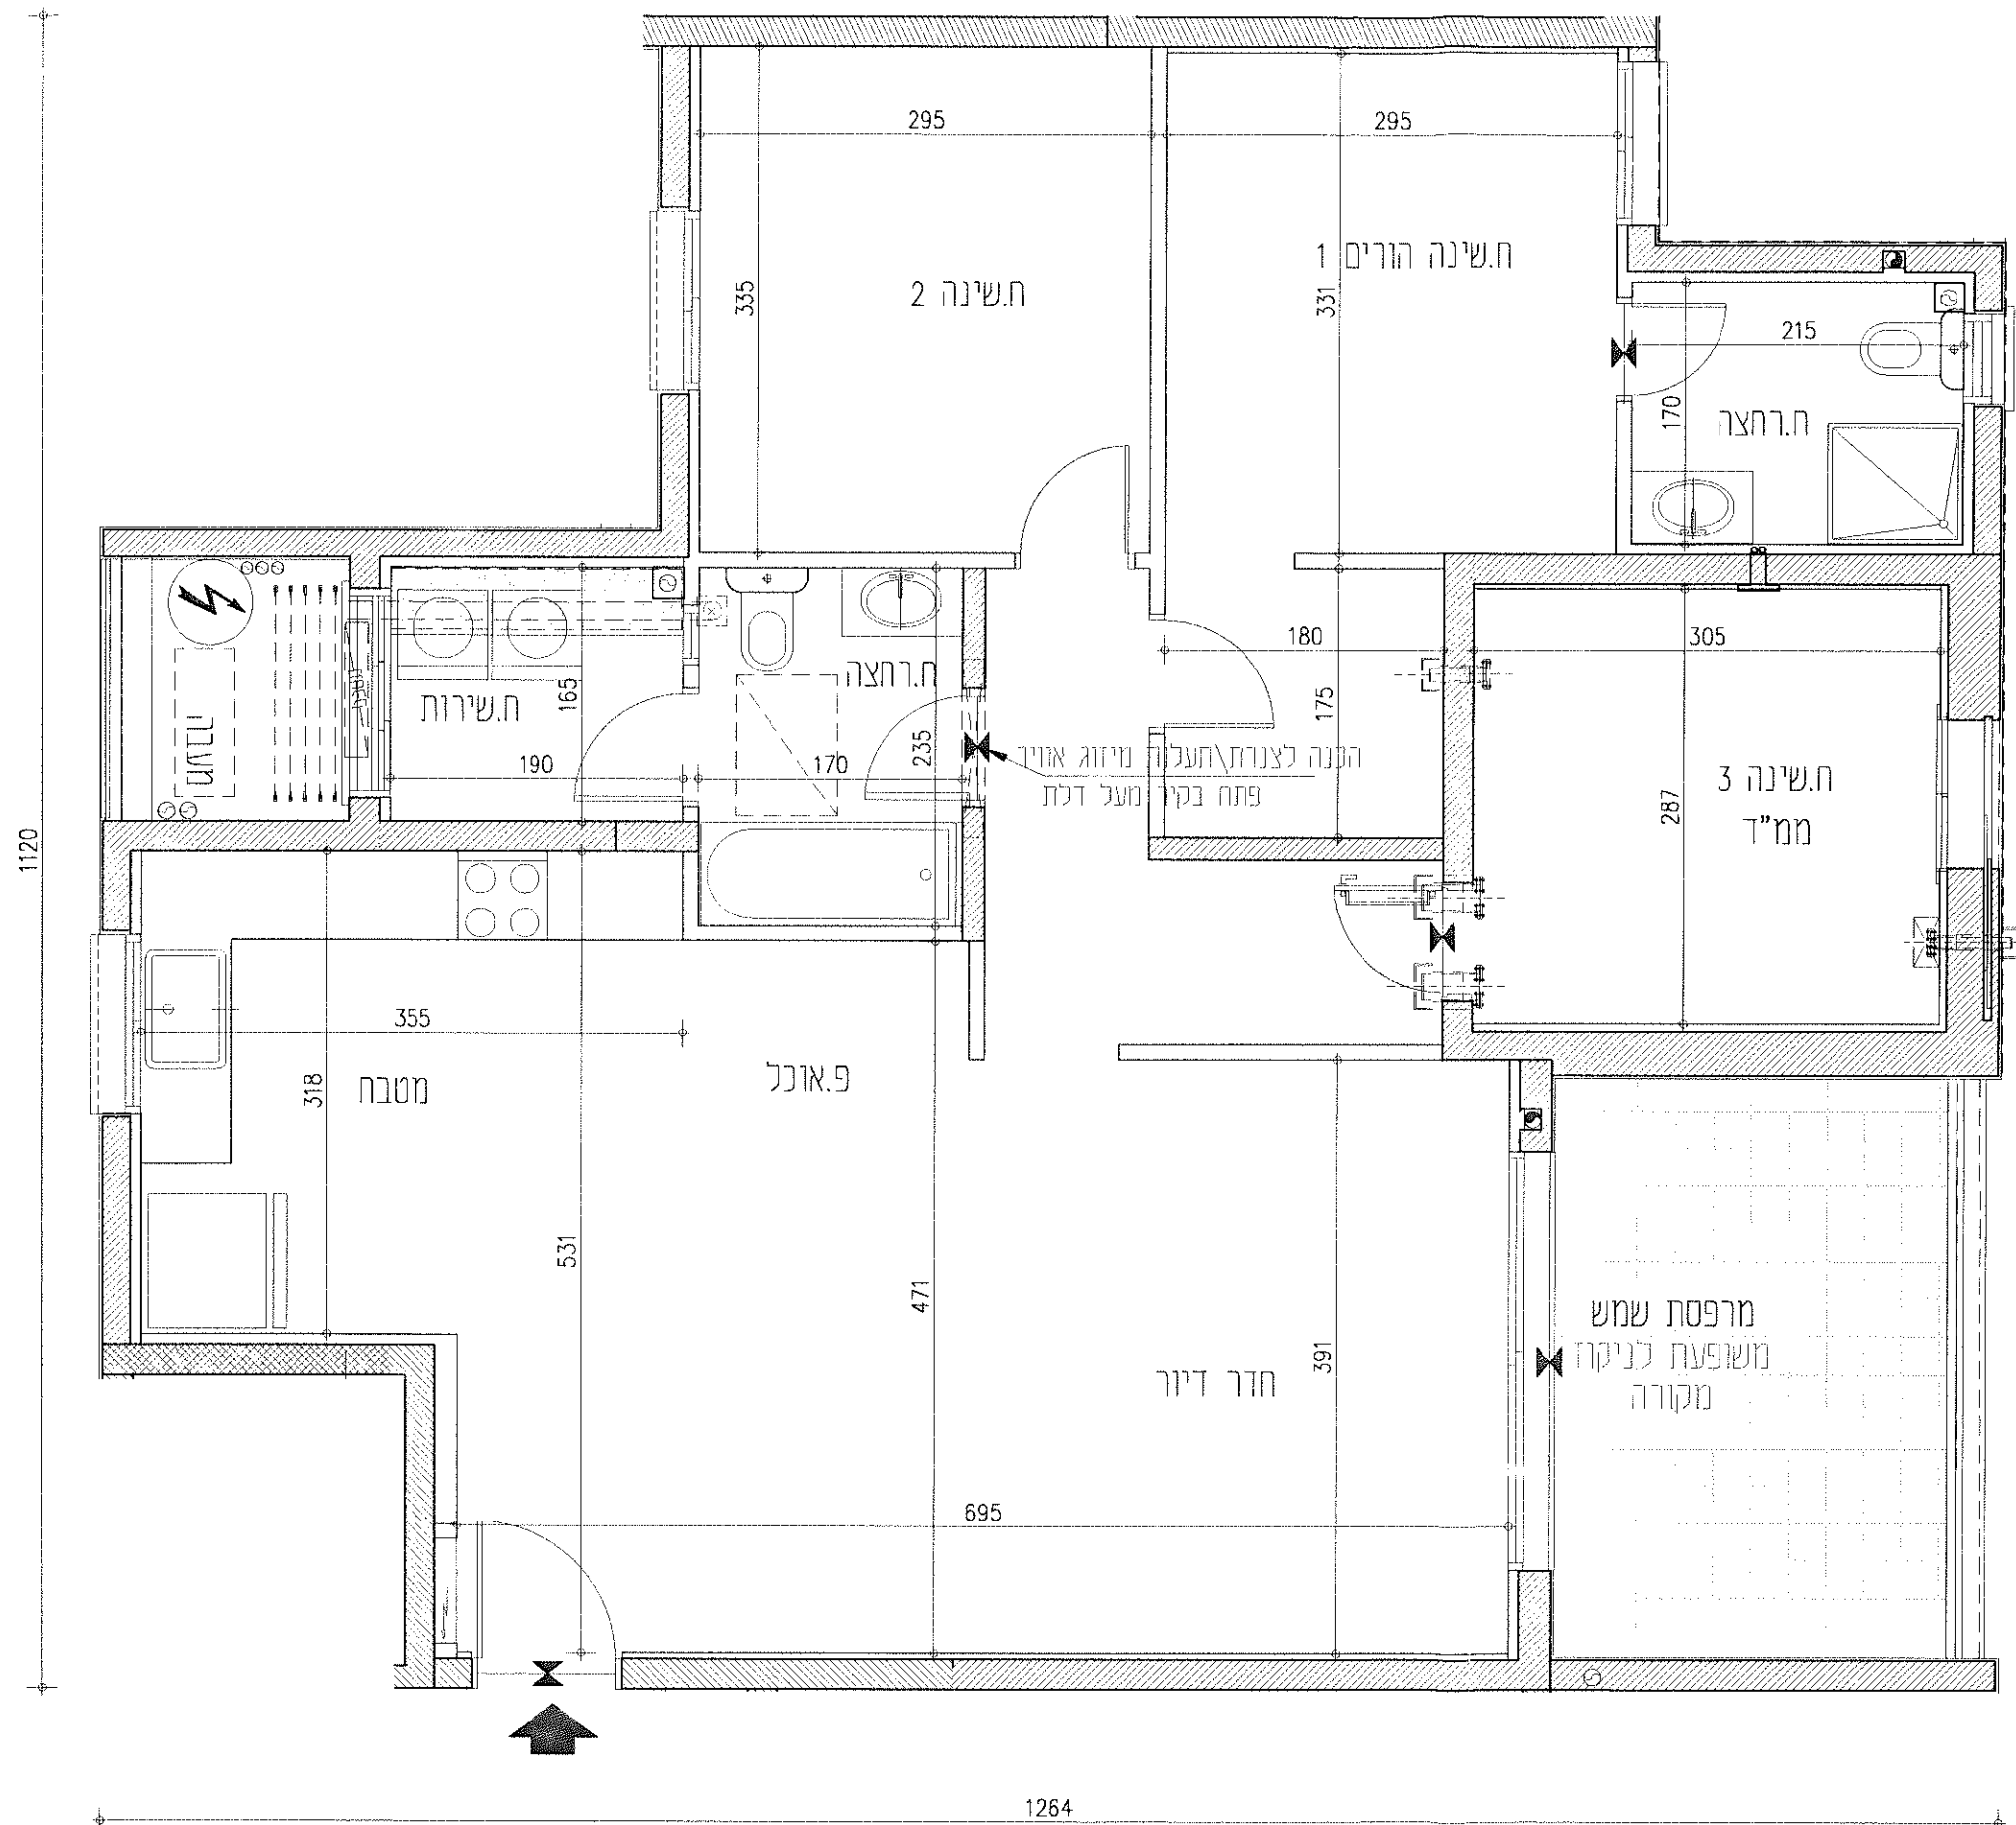 295
295
ח.שינה הורים 1
ח.שינה 2
335
331
215
170
ח.רחצה
180
305
ח.רחצה
ח.שירות
165
175
235
190
170
מעבה
הכנה לצנרת\תעלות מיזוג אוויר
פתח בקיר מעל דלת
ח.שינה 3
ממ"ד
287
1120
355
318
מטבח
פ.אוכל
531
471
391
חדר דיור
מרפסת שמש
משופעת לניקוז
מקורה
695
1264